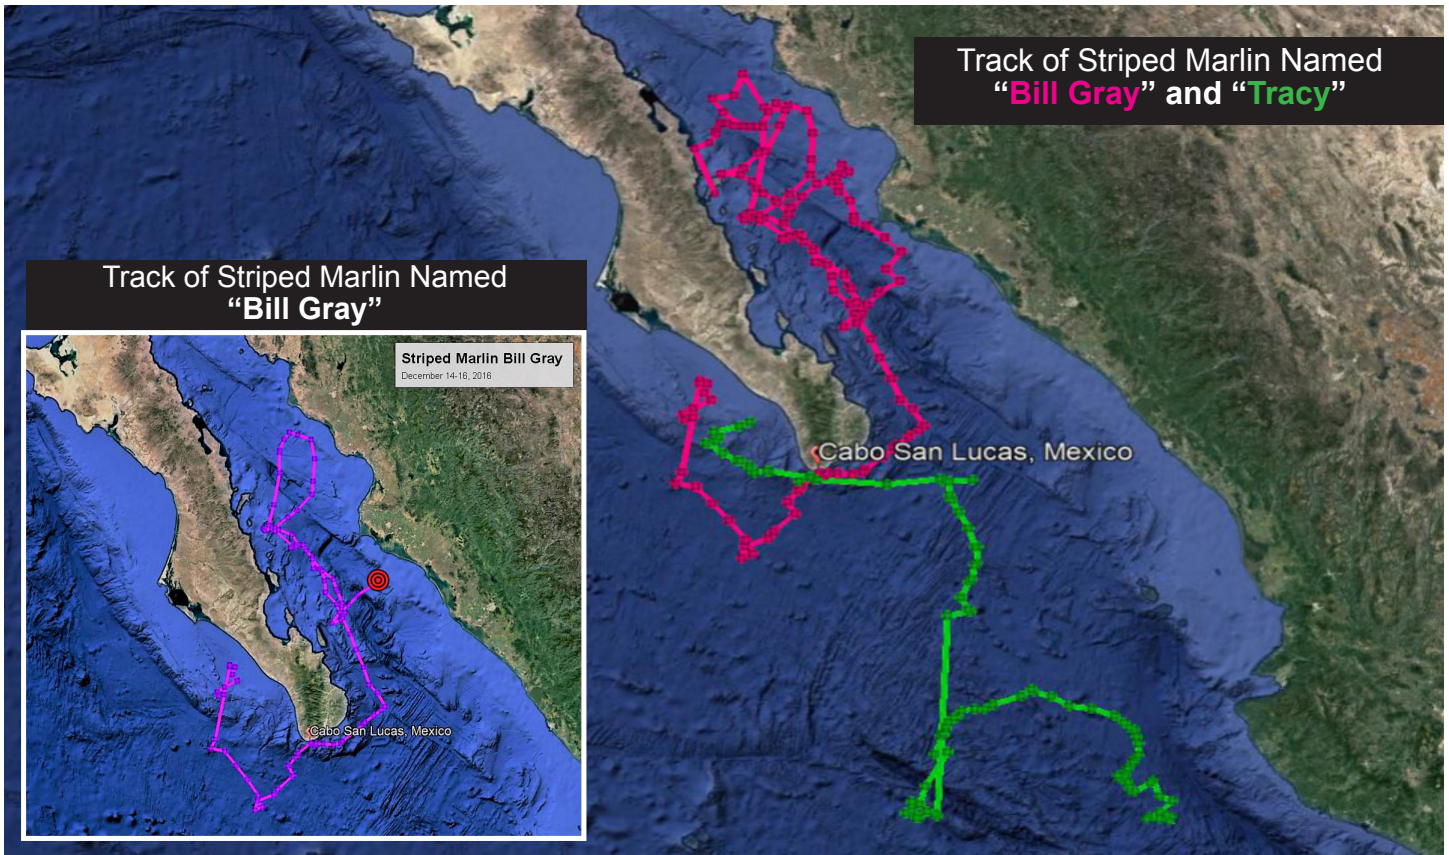 Track of Striped Marlin Named
“Bill Gray” and “Tracy”
Cabo San Lucas, Mexico
Track of Striped Marlin Named
“Bill Gray”
Striped Marlin Bill Gray
December 14-16, 2016
Cabo San Lucas, Mexico